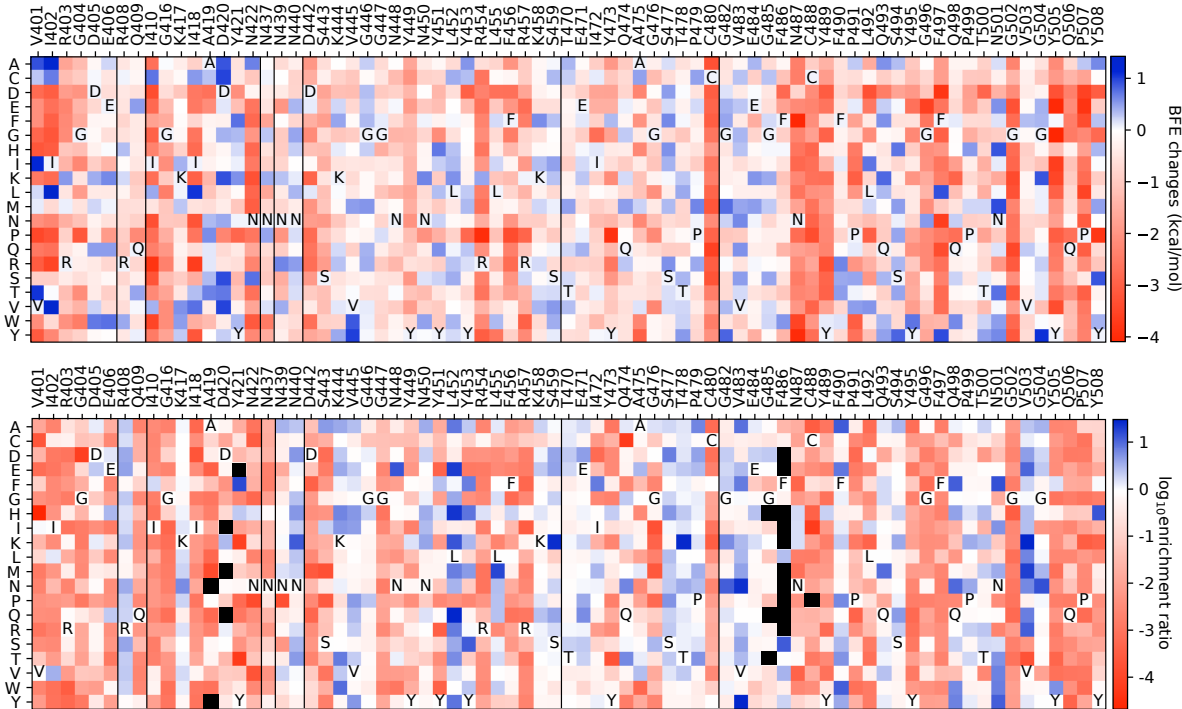 V401 I402 R403 G404 D405 E406 R408 Q409 I410 G416 K417 I418 A419 D420 Y421 N422 N437 N439 N440 D442 S443 K444 V445 G446 G447 N448 Y449 N450 Y451 L452 Y453 R454 L455 F456 R457 K458 S459 T470 E471 I472 Y473 Q474 A475 G476 S477 T478 P479 C480 G482 V483 E484 G485 F486 N487 C488 Y489 F490 P491 L492 Q493 S494 Y495 G496 F497 Q498 P499 T500 N501 G502 V503 G504 Y505 Q506 P507 Y508
A A A
C C C
D D D D
E E E E
F F F F F
G G G G G G G G G G G
H
I I I I I
K K K K
L L L L
M
N N N N N N N N N
P P P P P
Q Q Q Q Q Q
R R R R R
S S S S S
T T T T
V V V V V
W
Y Y Y Y Y Y Y Y Y Y
1
0
−1
−2
−3
−4
BFE changes (kcal/mol)
V401 I402 R403 G404 D405 E406 R408 Q409 I410 G416 K417 I418 A419 D420 Y421 N422 N437 N439 N440 D442 S443 K444 V445 G446 G447 N448 Y449 N450 Y451 L452 Y453 R454 L455 F456 R457 K458 S459 T470 E471 I472 Y473 Q474 A475 G476 S477 T478 P479 C480 G482 V483 E484 G485 F486 N487 C488 Y489 F490 P491 L492 Q493 S494 Y495 G496 F497 Q498 P499 T500 N501 G502 V503 G504 Y505 Q506 P507 Y508
A A A
C C C
D D D D
E E E E
F F F F F
G G G G G G G G G G G
H
I I I I I
K K K K
L L L L
M
N N N N N N N N N
P P P P P
Q Q Q Q Q Q
R R R R R
S S S S S
T T T T
V V V V V
W
Y Y Y Y Y Y Y Y Y Y
1
0
−1
−2
−3
−4
log10enrichment ratio